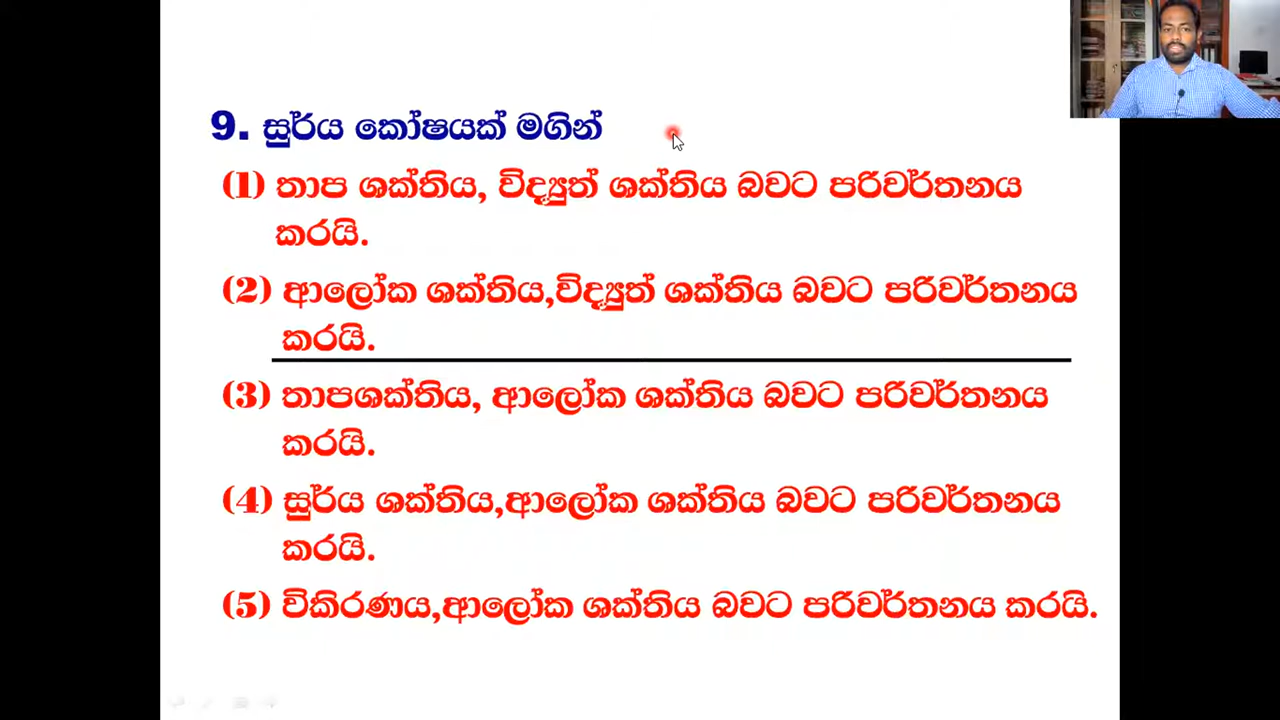 9. සූර්ය කෝෂයක් මගින්
(1) තාප ශක්තිය, විද්‍යුත් ශක්තිය බවට පරිවර්තනය
කරයි.
(2) ආලෝක ශක්තිය,විද්‍යුත් ශක්තිය බවට පරිවර්තනය
කරයි.
(3) තාපශක්තිය, ආලෝක ශක්තිය බවට පරිවර්තනය
කරයි.
(4) සූර්ය ශක්තිය,ආලෝක ශක්තිය බවට පරිවර්තනය
කරයි.
(5) විකිරණය,ආලෝක ශක්තිය බවට පරිවර්තනය කරයි.